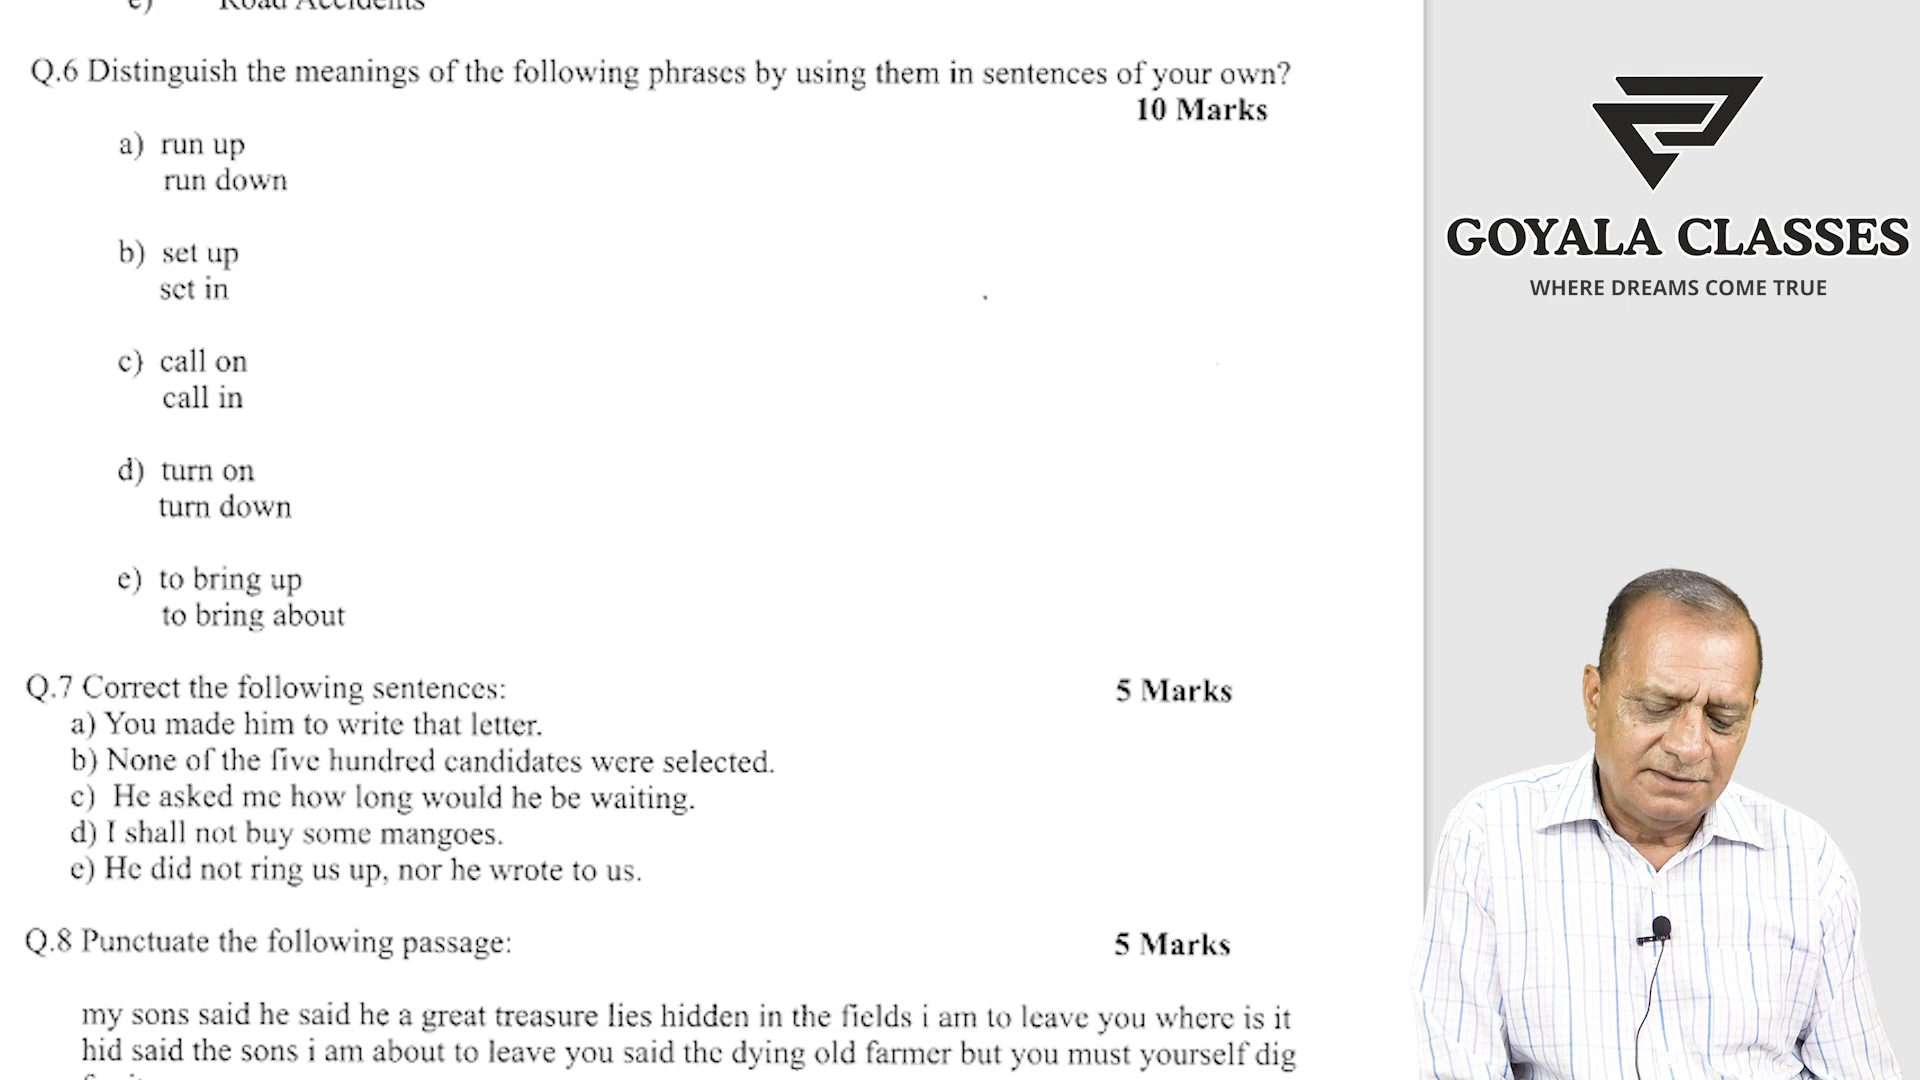 e) Road Accidents
Q.6 Distinguish the meanings of the following phrases by using them in sentences of your own?
10 Marks
a) run up
run down
b) set up
set in
c) call on
call in
d) turn on
turn down
e) to bring up
to bring about
Q.7 Correct the following sentences:
5 Marks
a) You made him to write that letter.
b) None of the five hundred candidates were selected.
c) He asked me how long would he be waiting.
d) I shall not buy some mangoes.
e) He did not ring us up, nor he wrote to us.
Q.8 Punctuate the following passage:
5 Marks
my sons said he said he a great treasure lies hidden in the fields i am to leave you where is it
hid said the sons i am about to leave you said the dying old farmer but you must yourself dig
GOYALA CLASSES
WHERE DREAMS COME TRUE